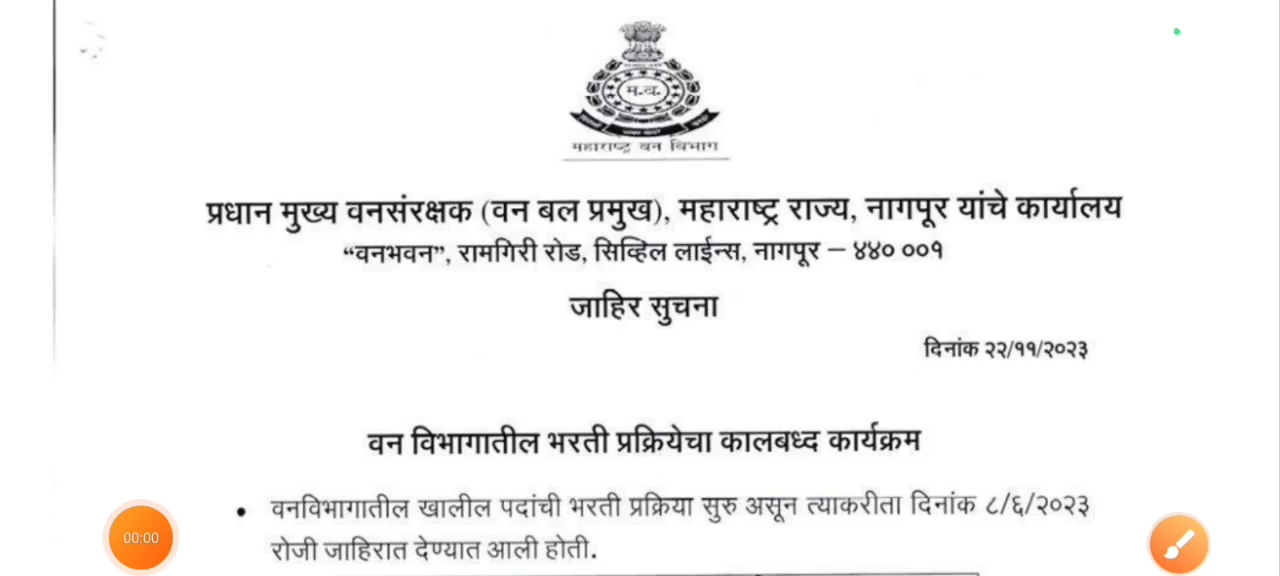 म.व.
महाराष्ट्र वन विभाग
प्रधान मुख्य वनसंरक्षक (वन बल प्रमुख), महाराष्ट्र राज्य, नागपूर यांचे कार्यालय
“वनभवन”, रामगिरी रोड, सिव्हिल लाईन्स, नागपूर – ४४० ००१
जाहिर सुचना
दिनांक २२/११/२०२३
वन विभागातील भरती प्रक्रियेचा कालबध्द कार्यक्रम
• वनविभागातील खालील पदांची भरती प्रक्रिया सुरु असून त्याकरीता दिनांक ८/६/२०२३
रोजी जाहिरात देण्यात आली होती.
00:00